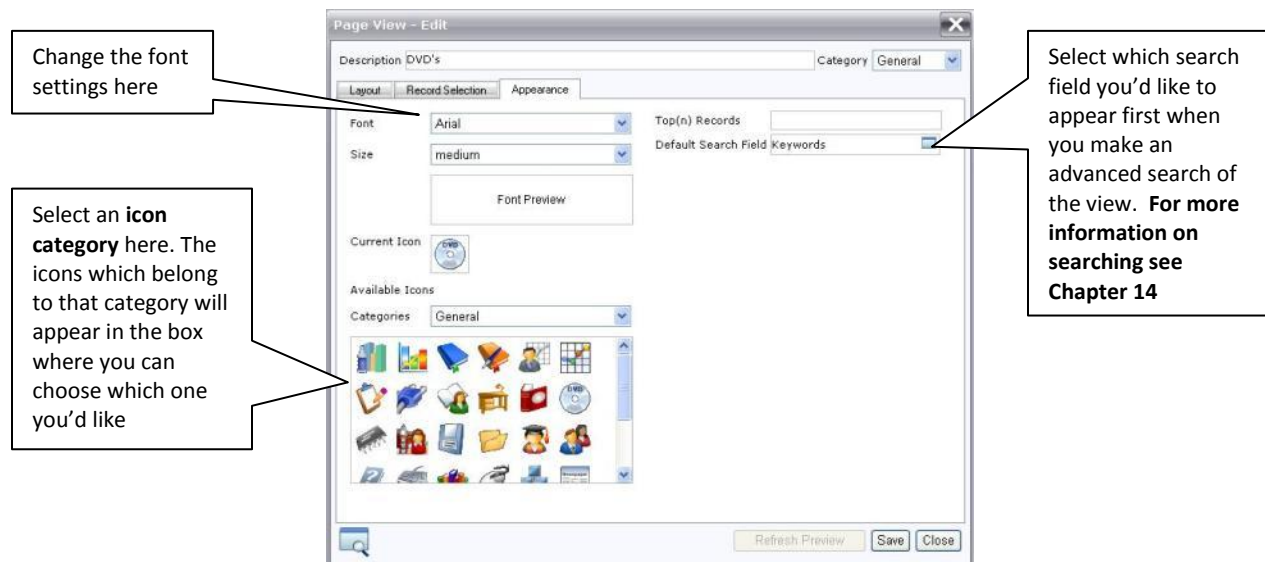 Page View - Edit
Change the font
settings here
Description DVD's
Category General
Layout Record Selection Appearance
Font Arial
Top(n) Records
Size medium
Default Search Field Keywords
Font Preview
Current Icon
DVD
Available Icons
Categories General
DVD
Refresh Preview Save Close
Select an icon
category here. The
icons which belong
to that category will
appear in the box
where you can
choose which one
you'd like
Select which search
field you'd like to
appear first when
you make an
advanced search of
the view. For more
information on
searching see
Chapter 14